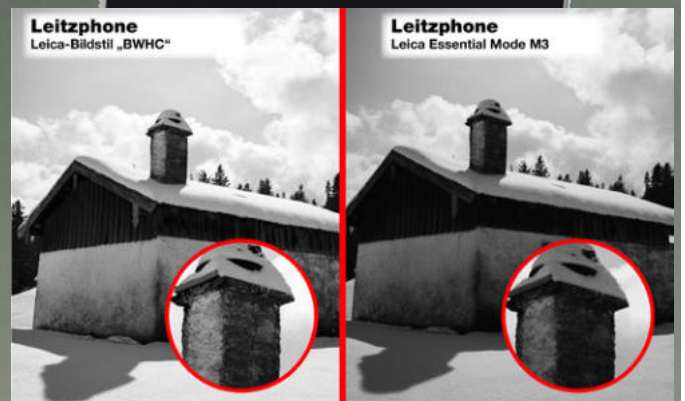 Leitzphone
Leica-Bildstil „BWHC“
Leitzphone
Leica Essential Mode M3